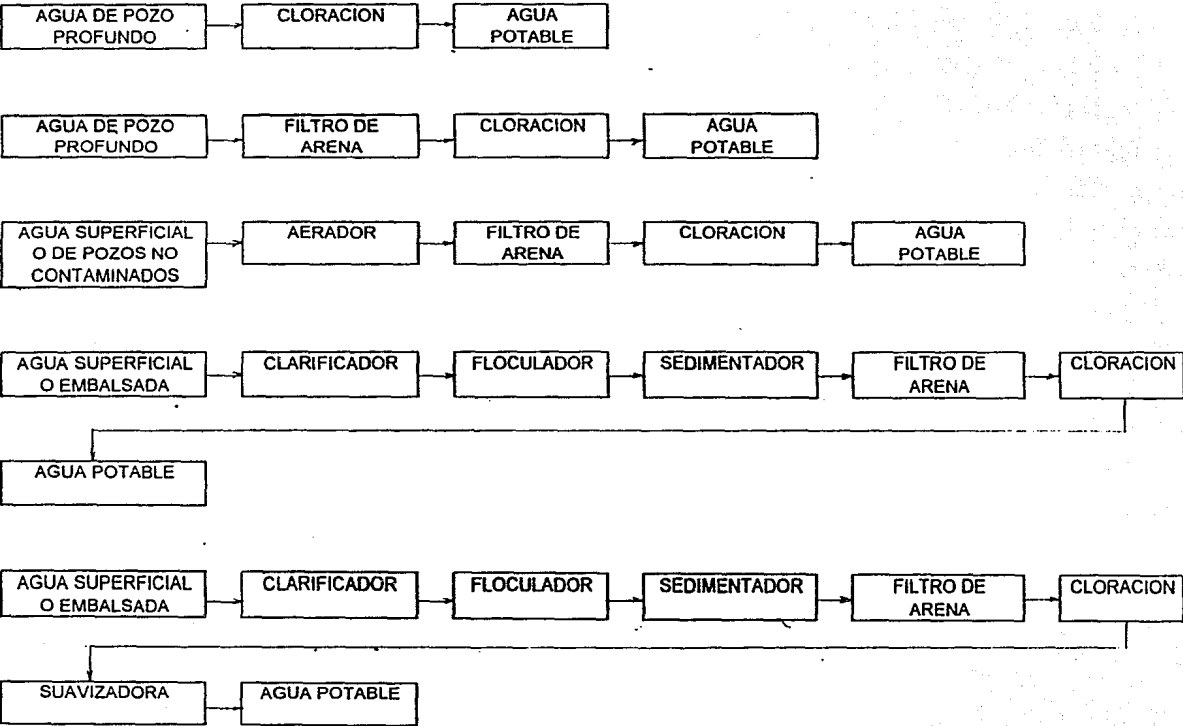 AGUA DE POZO
PROFUNDO
CLORACION
AGUA
POTABLE
AGUA DE POZO
PROFUNDO
FILTRO DE
ARENA
CLORACION
AGUA
POTABLE
AGUA SUPERFICIAL
O DE POZOS NO
CONTAMINADOS
AERADOR
FILTRO DE
ARENA
CLORACION
AGUA
POTABLE
AGUA SUPERFICIAL
O EMBALSADA
CLARIFICADOR
FLOCULADOR
SEDIMENTADOR
FILTRO DE
ARENA
CLORACION
AGUA POTABLE
AGUA SUPERFICIAL
O EMBALSADA
CLARIFICADOR
FLOCULADOR
SEDIMENTADOR
FILTRO DE
ARENA
CLORACION
SUAVIZADORA
AGUA POTABLE